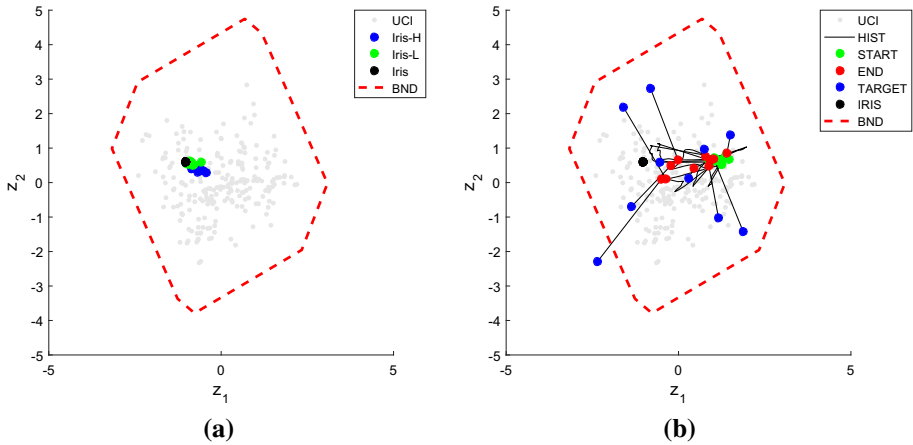 5
4
3
2
1
0
-1
-2
-3
-4
-5
z2
-5
0
5
z1
UCI
Iris-H
Iris-L
Iris
BND
(a)
5
4
3
2
1
0
-1
-2
-3
-4
-5
z2
-5
0
5
z1
UCI
HIST
START
END
TARGET
IRIS
BND
(b)